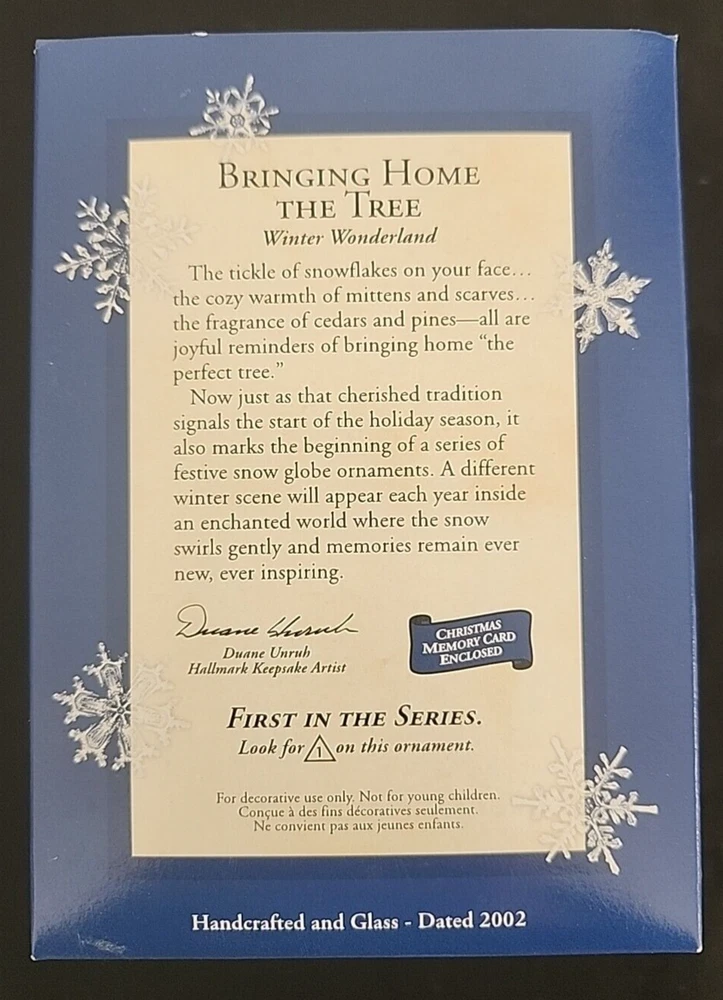 BRINGING HOME
THE TREE
Winter Wonderland
The tickle of snowflakes on your face...
the cozy warmth of mittens and scarves...
the fragrance of cedars and pines—all are
joyful reminders of bringing home “the
perfect tree.”
Now just as that cherished tradition
signals the start of the holiday season, it
also marks the beginning of a series of
festive snow globe ornaments. A different
winter scene will appear each year inside
an enchanted world where the snow
swirls gently and memories remain ever
new, ever inspiring.
Duane Unruh
Duane Unruh
Hallmark Keepsake Artist
CHRISTMAS
MEMORY CARD
ENCLOSED
FIRST IN THE SERIES.
Look for 1 on this ornament.
For decorative use only. Not for young children.
Conçue à des fins décoratives seulement.
Ne convient pas aux jeunes enfants.
Handcrafted and Glass - Dated 2002